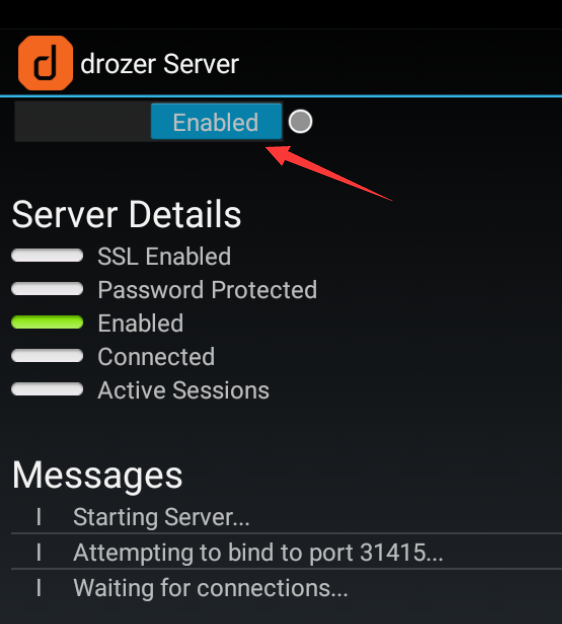 drozer Server
Enabled
Server Details
SSL Enabled
Password Protected
Enabled
Connected
Active Sessions
Messages
I Starting Server...
I Attempting to bind to port 31415...
I Waiting for connections...